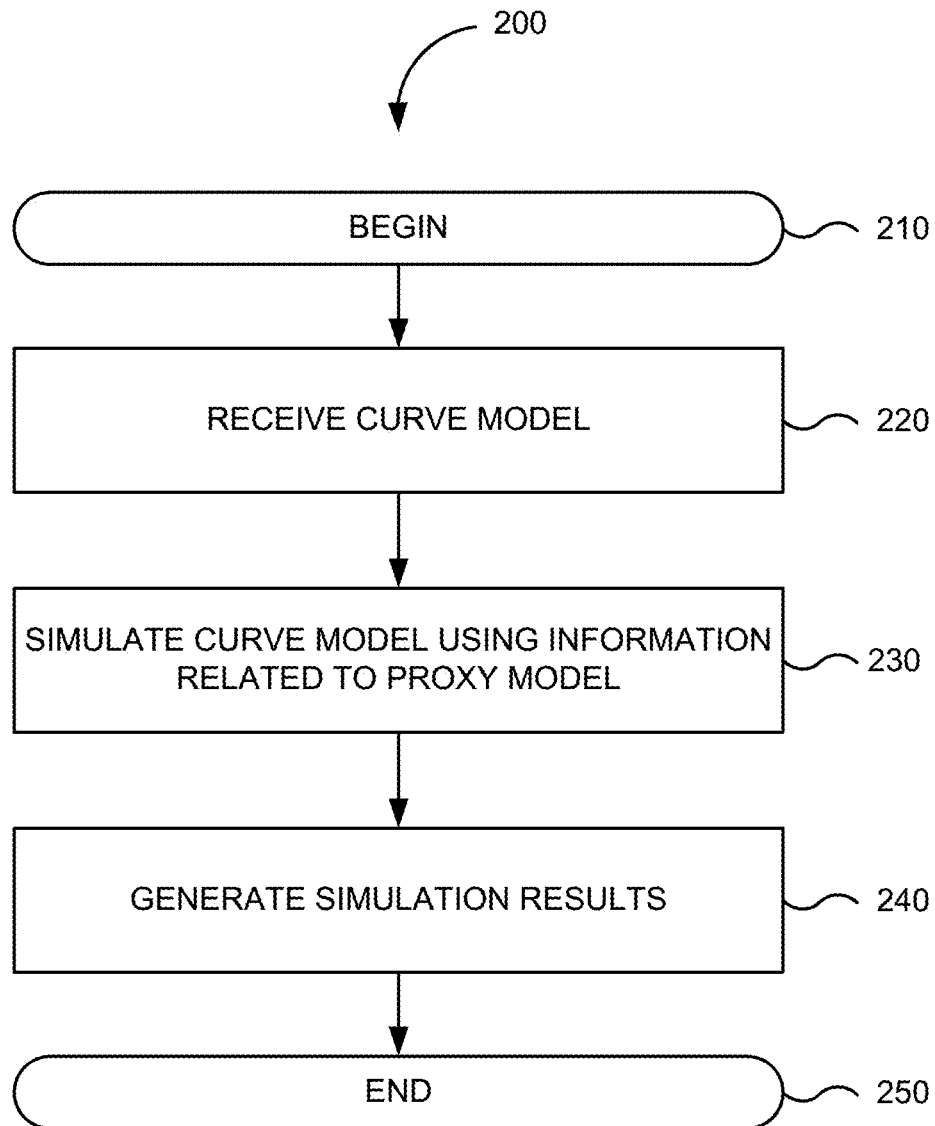 200
BEGIN
210
RECEIVE CURVE MODEL
220
SIMULATE CURVE MODEL USING INFORMATION
RELATED TO PROXY MODEL
230
GENERATE SIMULATION RESULTS
240
END
250